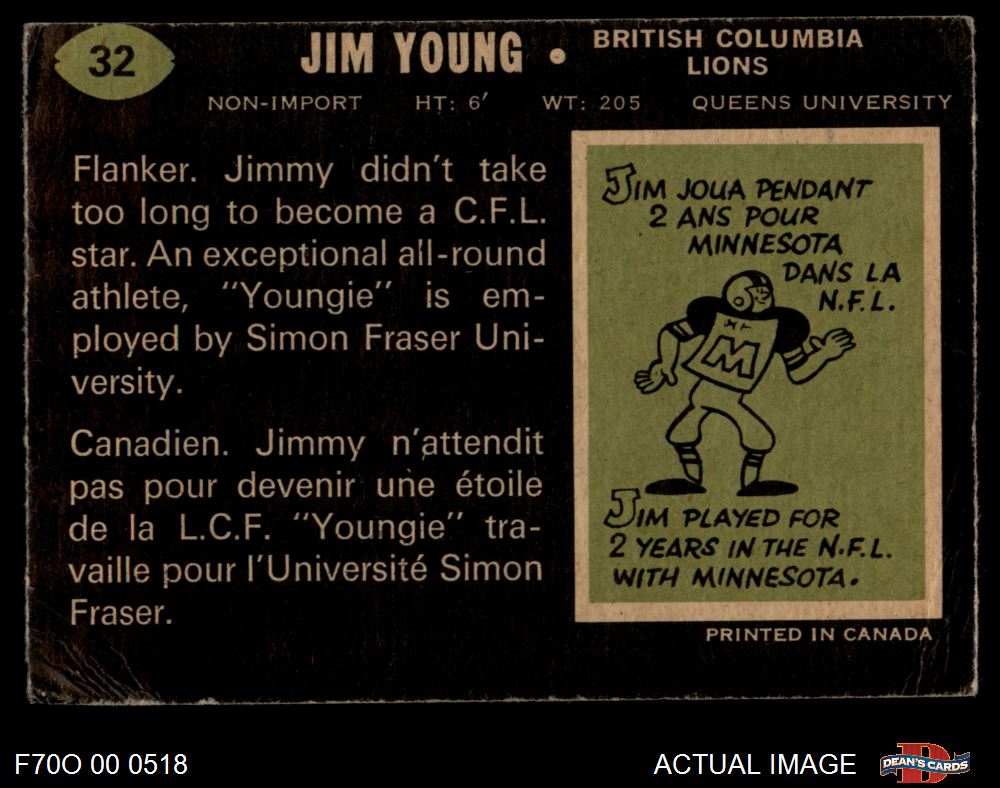 32
JIM YOUNG • BRITISH COLUMBIA
LIONS
NON-IMPORT HT: 6′ WT: 205 QUEENS UNIVERSITY
Flanker. Jimmy didn't take
too long to become a C.F.L.
star. An exceptional all-round
athlete, "Youngie" is em-
ployed by Simon Fraser Uni-
versity.
Canadien. Jimmy n'attendit
pas pour devenir une étoile
de la L.C.F. "Youngie" tra-
vaille pour l'Université Simon
Fraser.
JIM JOUA PENDANT
2 ANS POUR
MINNESOTA
DANS LA
N.F.L.
M
JIM PLAYED FOR
2 YEARS IN THE N.F.L.
WITH MINNESOTA.
PRINTED IN CANADA
F70O 00 0518
ACTUAL IMAGE
D
DEAN'S CARDS